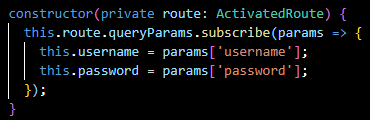 constructor(private route: ActivatedRoute) {
  this.route.queryParams.subscribe(params => {
    this.username = params['username'];
    this.password = params['password'];
  });
}